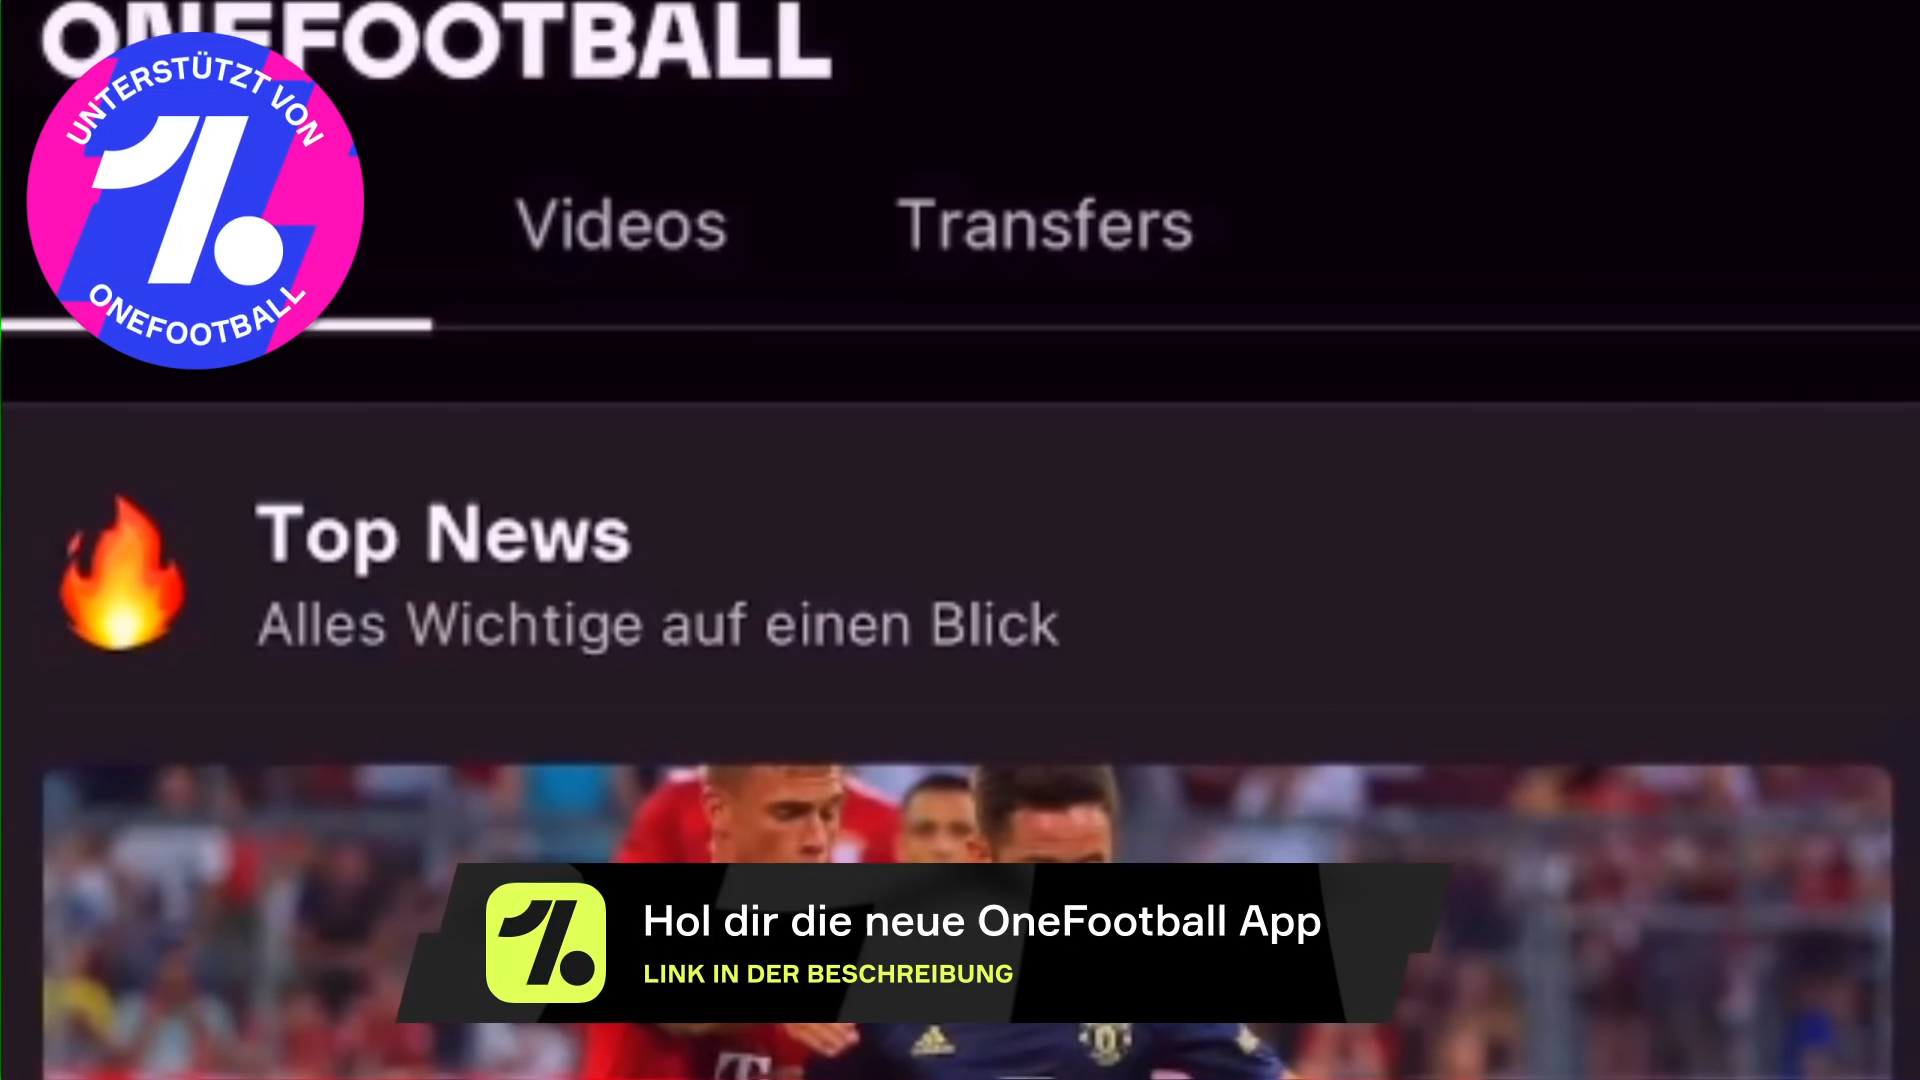 ONEFOOTBALL
UNTERSTÜTZT VON
ONEFOOTBALL
Videos
Transfers
Top News
Alles Wichtige auf einen Blick
Hol dir die neue OneFootball App
LINK IN DER BESCHREIBUNG